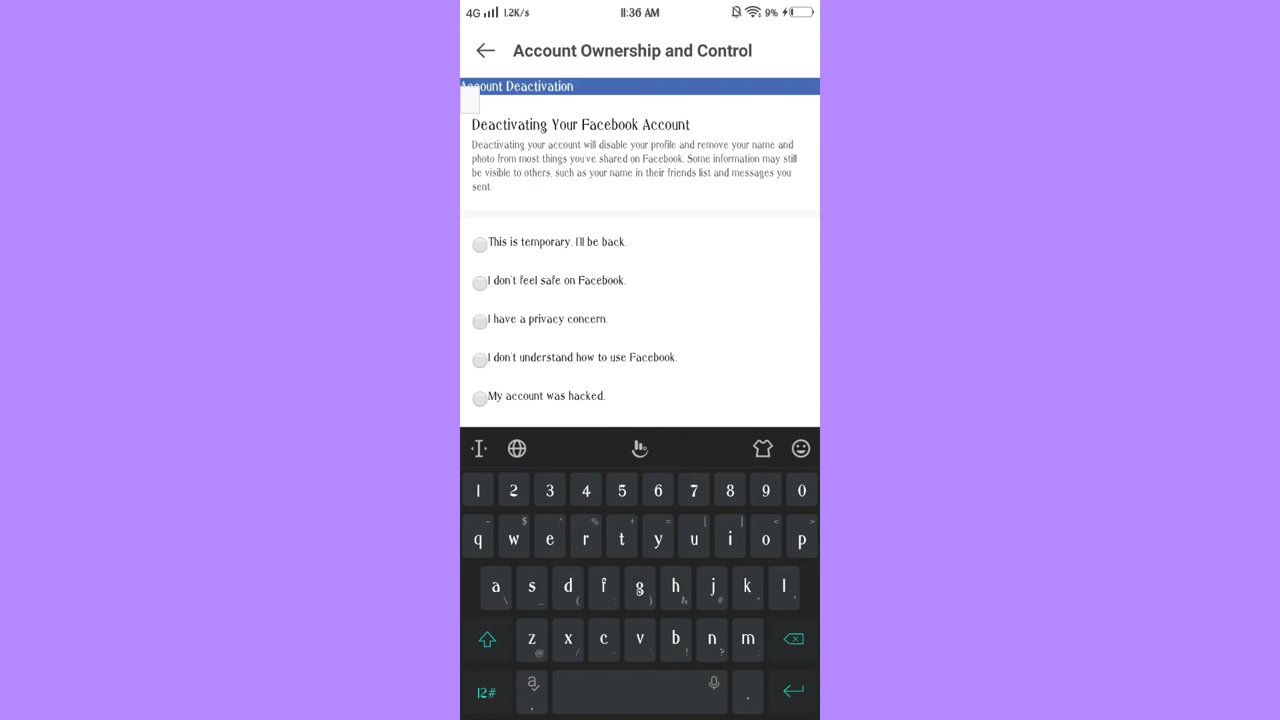 4G 1.2K/s 11:36 AM 9%
Account Ownership and Control
Account Deactivation
Deactivating Your Facebook Account
Deactivating your account will disable your profile and remove your name and
photo from most things you've shared on Facebook. Some information may still
be visible to others, such as your name in their friends list and messages you
sent.
This is temporary. I'll be back.
I don't feel safe on Facebook.
I have a privacy concern.
I don't understand how to use Facebook.
My account was hacked.
1 2 3 4 5 6 7 8 9 0
~ $ ' % + = [ ] < >
q w e r t y u i o p
a s d f g h j k l
\ _ ( : ) & # * "
z x c v b n m
@ / - ' ! ? ;
12# a , .